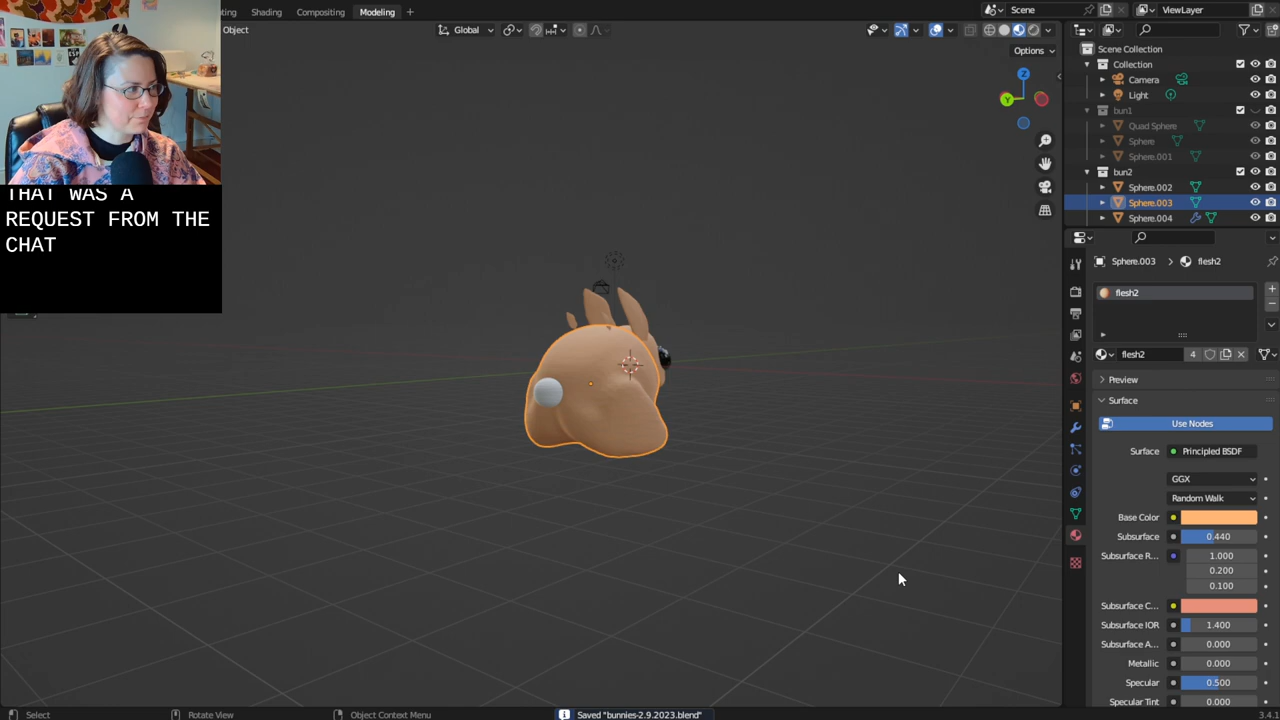 Shading
Compositing
Modeling
+
Scene
ViewLayer
Object
Global
Options
Z
Y
Scene Collection
Collection
Camera
Light
bun1
Quad Sphere
Sphere
Sphere.001
bun2
Sphere.002
Sphere.003
Sphere.004
THAT WAS A
REQUEST FROM THE
CHAT
Sphere.003 > flesh2
flesh2
flesh2 4
Preview
Surface
Use Nodes
Surface Principled BSDF
GGX
Random Walk
Base Color
Subsurface 0.440
Subsurface R... 1.000
0.200
0.100
Subsurface C...
Subsurface IOR 1.400
Subsurface A... 0.000
Metallic 0.000
Specular 0.500
Specular Tint 0.000
Select
Rotate View
Object Context Menu
Saved "bunnies-2.9.2023.blend"
3.4.1